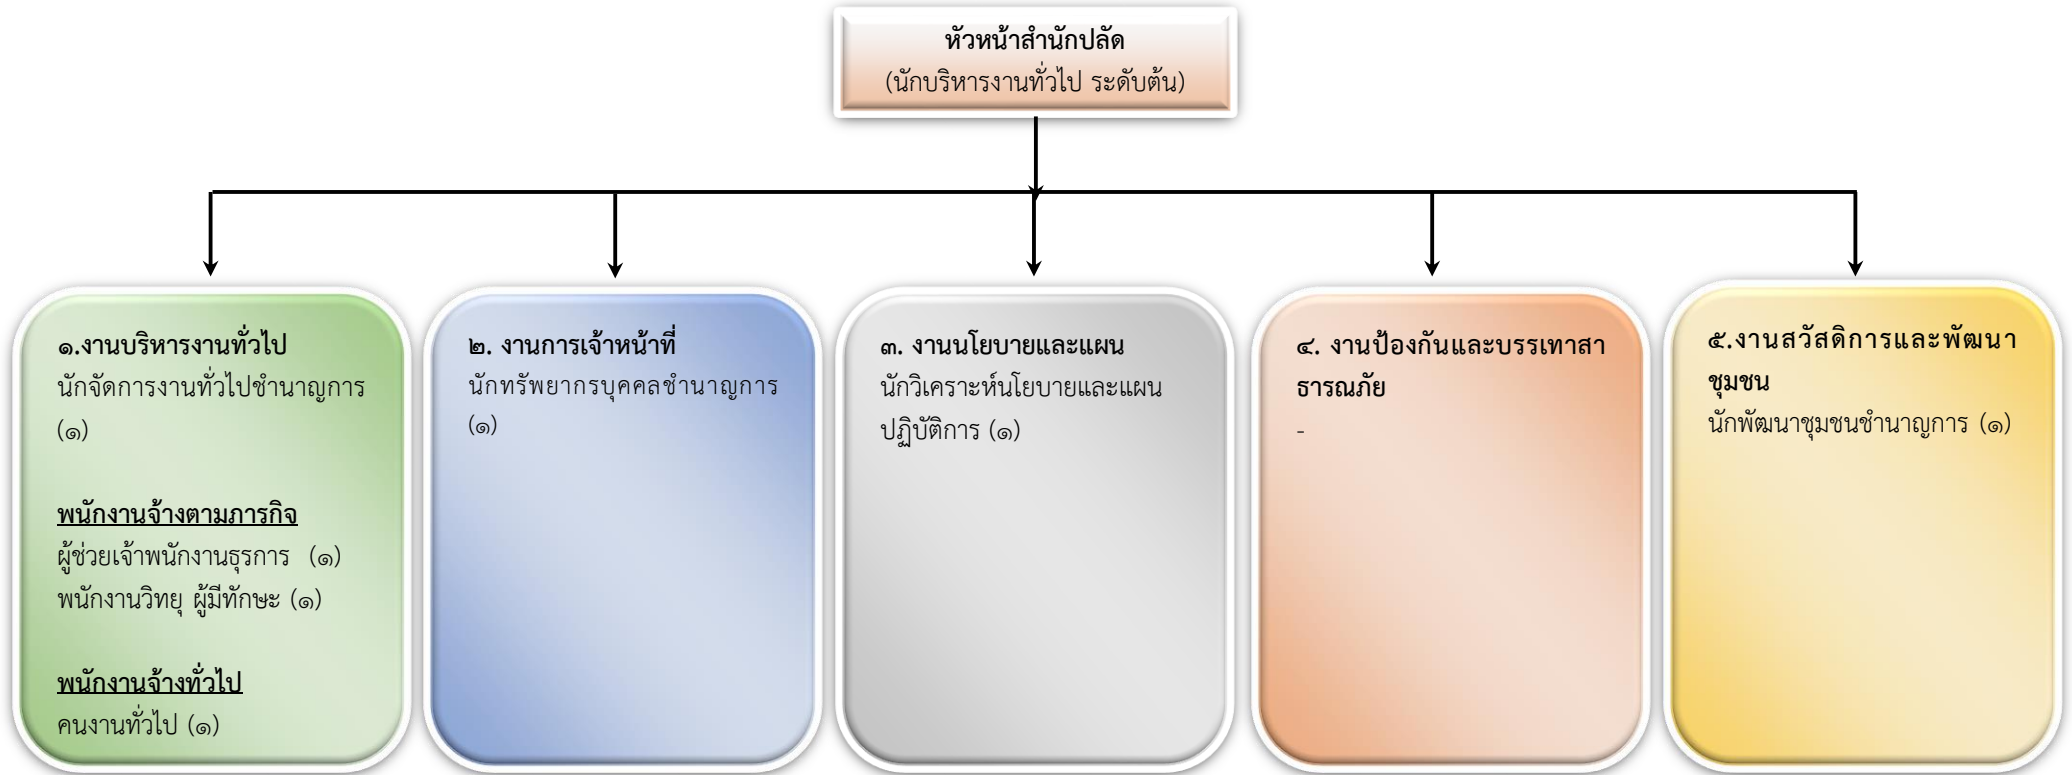 หัวหน้าสำนักปลัด
(นักบริหารงานทั่วไป ระดับต้น)
๑.งานบริหารงานทั่วไป
นักจัดการงานทั่วไปชำนาญการ
(๑)
พนักงานจ้างตามภารกิจ
ผู้ช่วยเจ้าพนักงานธุรการ (๑)
พนักงานวิทยุ ผู้มีทักษะ (๑)
พนักงานจ้างทั่วไป
คนงานทั่วไป (๑)
๒. งานการเจ้าหน้าที่
นักทรัพยากรบุคคลชำนาญการ
(๑)
๓. งานนโยบายและแผน
นักวิเคราะห์นโยบายและแผน
ปฏิบัติการ (๑)
๔. งานป้องกันและบรรเทาสา
ธารณภัย
-
๕.งานสวัสดิการและพัฒนา
ชุมชน
นักพัฒนาชุมชนชำนาญการ (๑)